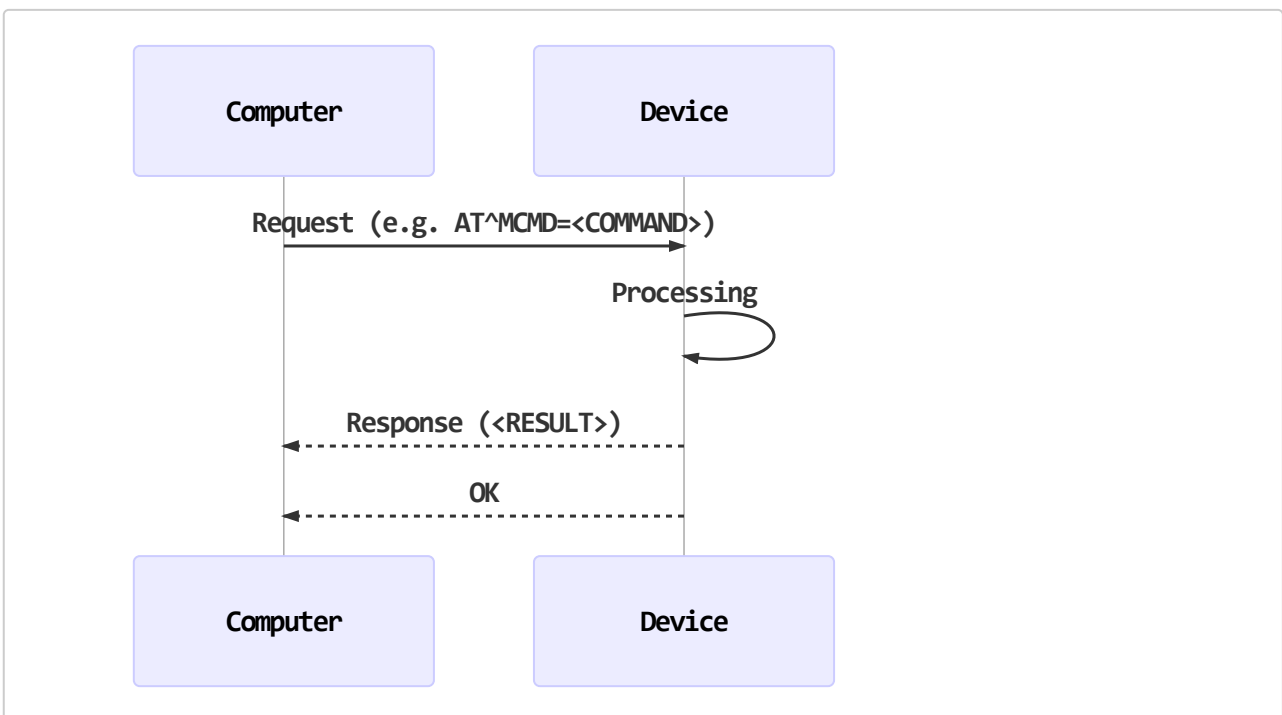 Computer
Device
Request (e.g. AT^MCMD=<COMMAND>)
Processing
Response (<RESULT>)
OK
Computer
Device